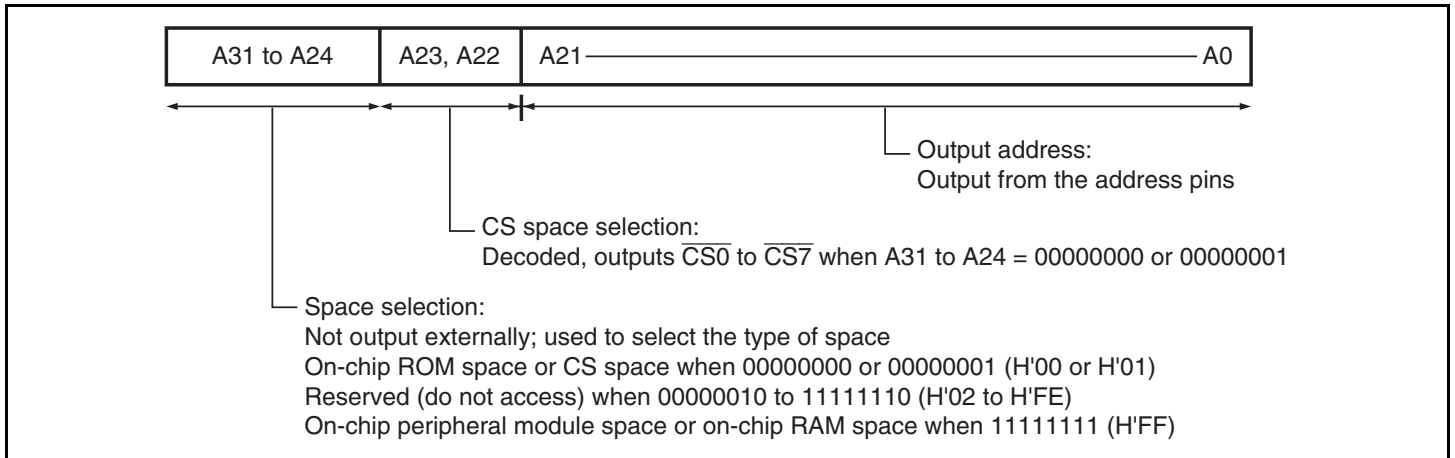 A31 to A24 A23, A22 A21 A0
Output address:
Output from the address pins
CS space selection:
Decoded, outputs C̅S̅0̅ to C̅S̅7̅ when A31 to A24 = 00000000 or 00000001
Space selection:
Not output externally; used to select the type of space
On-chip ROM space or CS space when 00000000 or 00000001 (H'00 or H'01)
Reserved (do not access) when 00000010 to 11111110 (H'02 to H'FE)
On-chip peripheral module space or on-chip RAM space when 11111111 (H'FF)